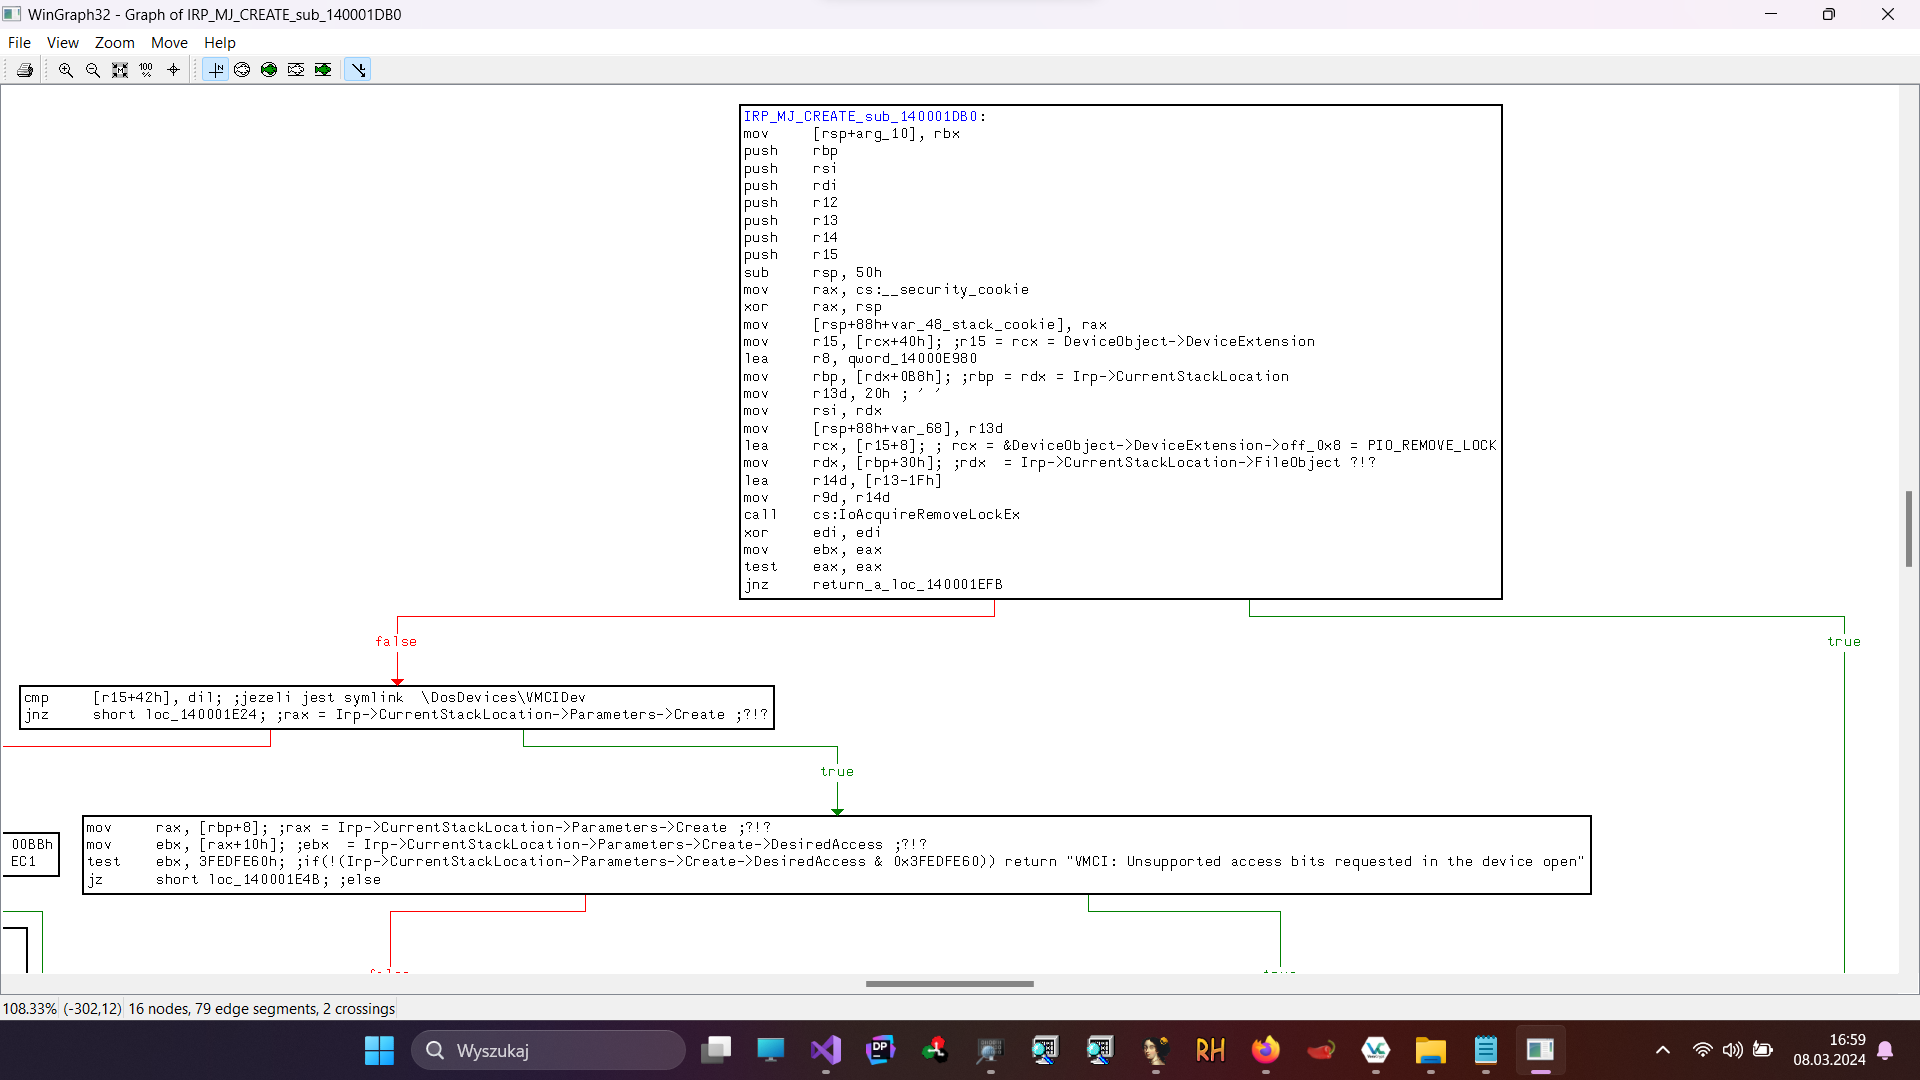 WinGraph32 - Graph of IRP_MJ_CREATE_sub_140001DB0
File View Zoom Move Help
100
%
IRP_MJ_CREATE_sub_140001DB0:
mov [rsp+arg_10], rbx
push rbp
push rsi
push rdi
push r12
push r13
push r14
push r15
sub rsp, 50h
mov rax, cs:__security_cookie
xor rax, rsp
mov [rsp+88h+var_48_stack_cookie], rax
mov r15, [rcx+40h]; ;r15 = rcx = DeviceObject->DeviceExtension
lea r8, qword_14000E980
mov rbp, [rdx+0B8h]; ;rbp = rdx = Irp->CurrentStackLocation
mov r13d, 20h ; ' '
mov rsi, rdx
mov [rsp+88h+var_68], r13d
lea rcx, [r15+8]; ; rcx = &DeviceObject->DeviceExtension->off_0x8 = PIO_REMOVE_LOCK
mov rdx, [rbp+30h]; ;rdx = Irp->CurrentStackLocation->FileObject ?!?
lea r14d, [r13-1Fh]
mov r9d, r14d
call cs:IoAcquireRemoveLockEx
xor edi, edi
mov ebx, eax
test eax, eax
jnz return_a_loc_140001EFB
false
true
cmp [r15+42h], dil; ;jezeli jest symlink \DosDevices\VMCIDev
jnz short loc_140001E24; ;rax = Irp->CurrentStackLocation->Parameters->Create ;?!?
true
mov rax, [rbp+8]; ;rax = Irp->CurrentStackLocation->Parameters->Create ;?!?
mov ebx, [rax+10h]; ;ebx = Irp->CurrentStackLocation->Parameters->Create->DesiredAccess ;?!?
test ebx, 3FEDFE60h; ;if(!(Irp->CurrentStackLocation->Parameters->Create->DesiredAccess & 0x3FEDFE60)) return "VMCI: Unsupported access bits requested in the device open"
jz short loc_140001E4B; ;else
00BBh
EC1
108.33% (-302,12) 16 nodes, 79 edge segments, 2 crossings
Wyszukaj
DP
RH
VC
16:59
08.03.2024